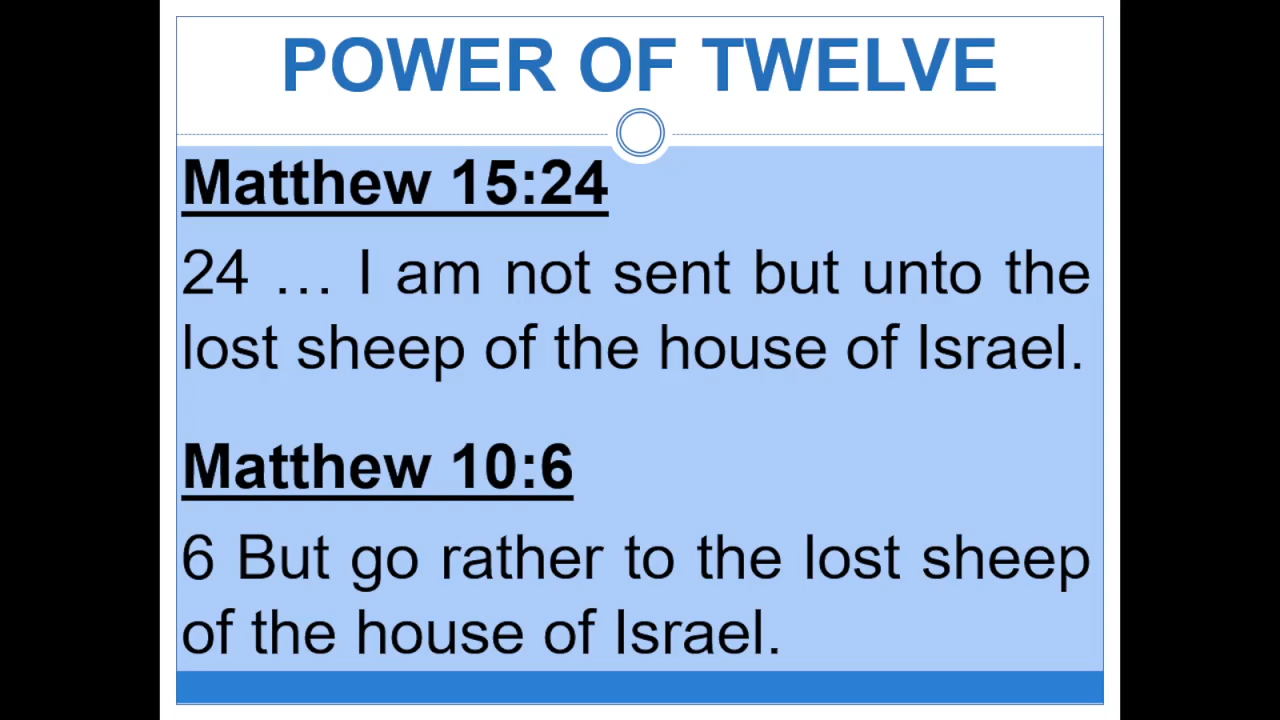 POWER OF TWELVE
Matthew 15:24
24 … I am not sent but unto the
lost sheep of the house of Israel.
Matthew 10:6
6 But go rather to the lost sheep
of the house of Israel.